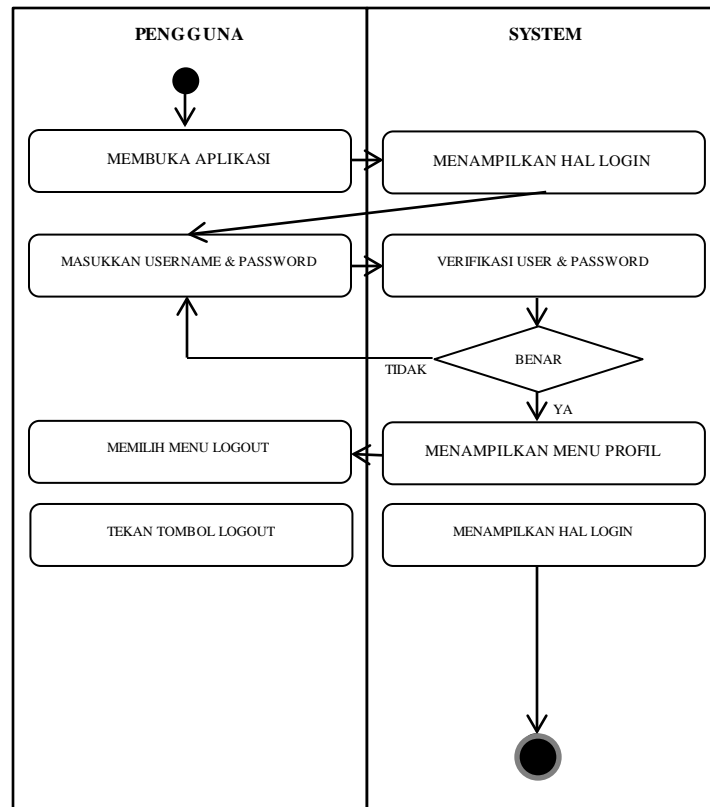 PENGGUNA
SYSTEM
MEMBUKA APLIKASI
MENAMPILKAN HAL LOGIN
MASUKKAN USERNAME & PASSWORD
VERIFIKASI USER & PASSWORD
BENAR
TIDAK
YA
MEMILIH MENU LOGOUT
MENAMPILKAN MENU PROFIL
TEKAN TOMBOL LOGOUT
MENAMPILKAN HAL LOGIN